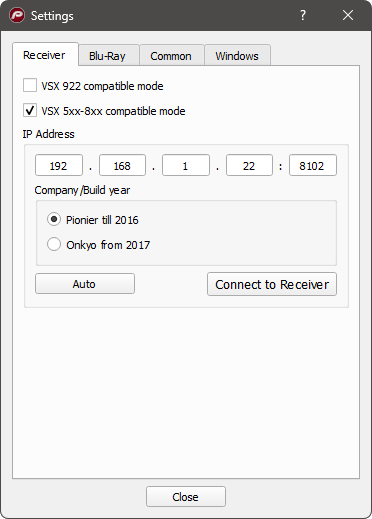 Settings
?
Receiver Blu-Ray Common Windows
VSX 922 compatible mode
VSX 5xx-8xx compatible mode
IP Address
192 . 168 . 1 . 22 : 8102
Company/Build year
Pionier till 2016
Onkyo from 2017
Auto Connect to Receiver
Close